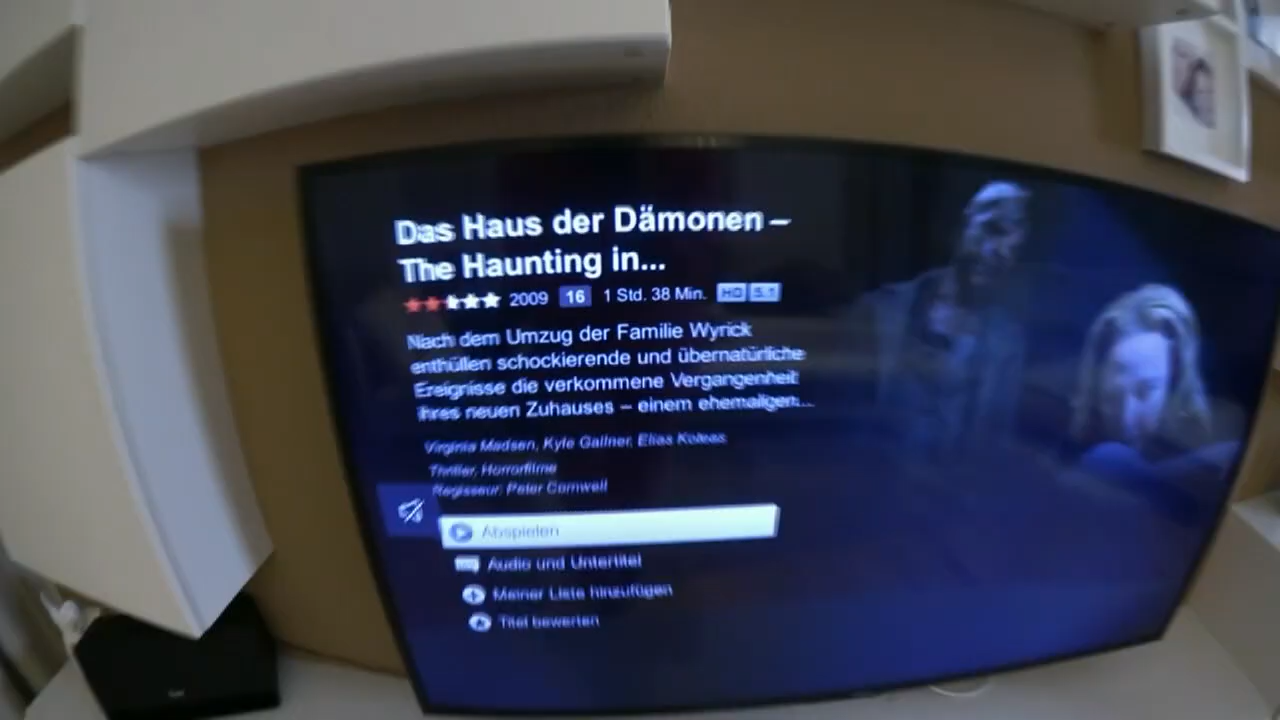 Das Haus der Dämonen –
The Haunting in...
2009 16 1 Std. 38 Min. HD 5.1
Nach dem Umzug der Familie Wyrick
enthüllen schockierende und übernatürliche
Ereignisse die verkommene Vergangenheit
ihres neuen Zuhauses – einem ehemaligen...
Virginia Madsen, Kyle Gallner, Elias Koteas
Thriller, Horrorfilme
Regisseur: Peter Cornwell
Abspielen
Audio und Untertitel
Meiner Liste hinzufügen
Titel bewerten